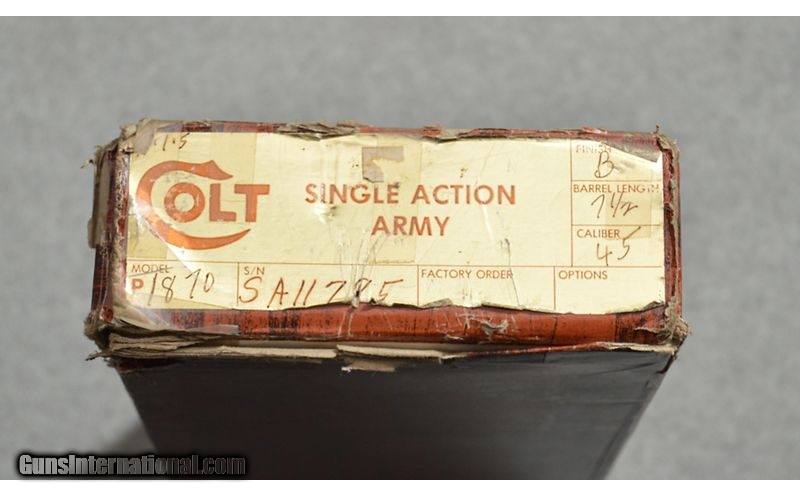 COLT
SINGLE ACTION
ARMY
FINISH
B
BARREL LENGTH
7 1/2
CALIBER
45
MODEL
P1870
S/N
SA11785
FACTORY ORDER
OPTIONS
GunsInternational.com